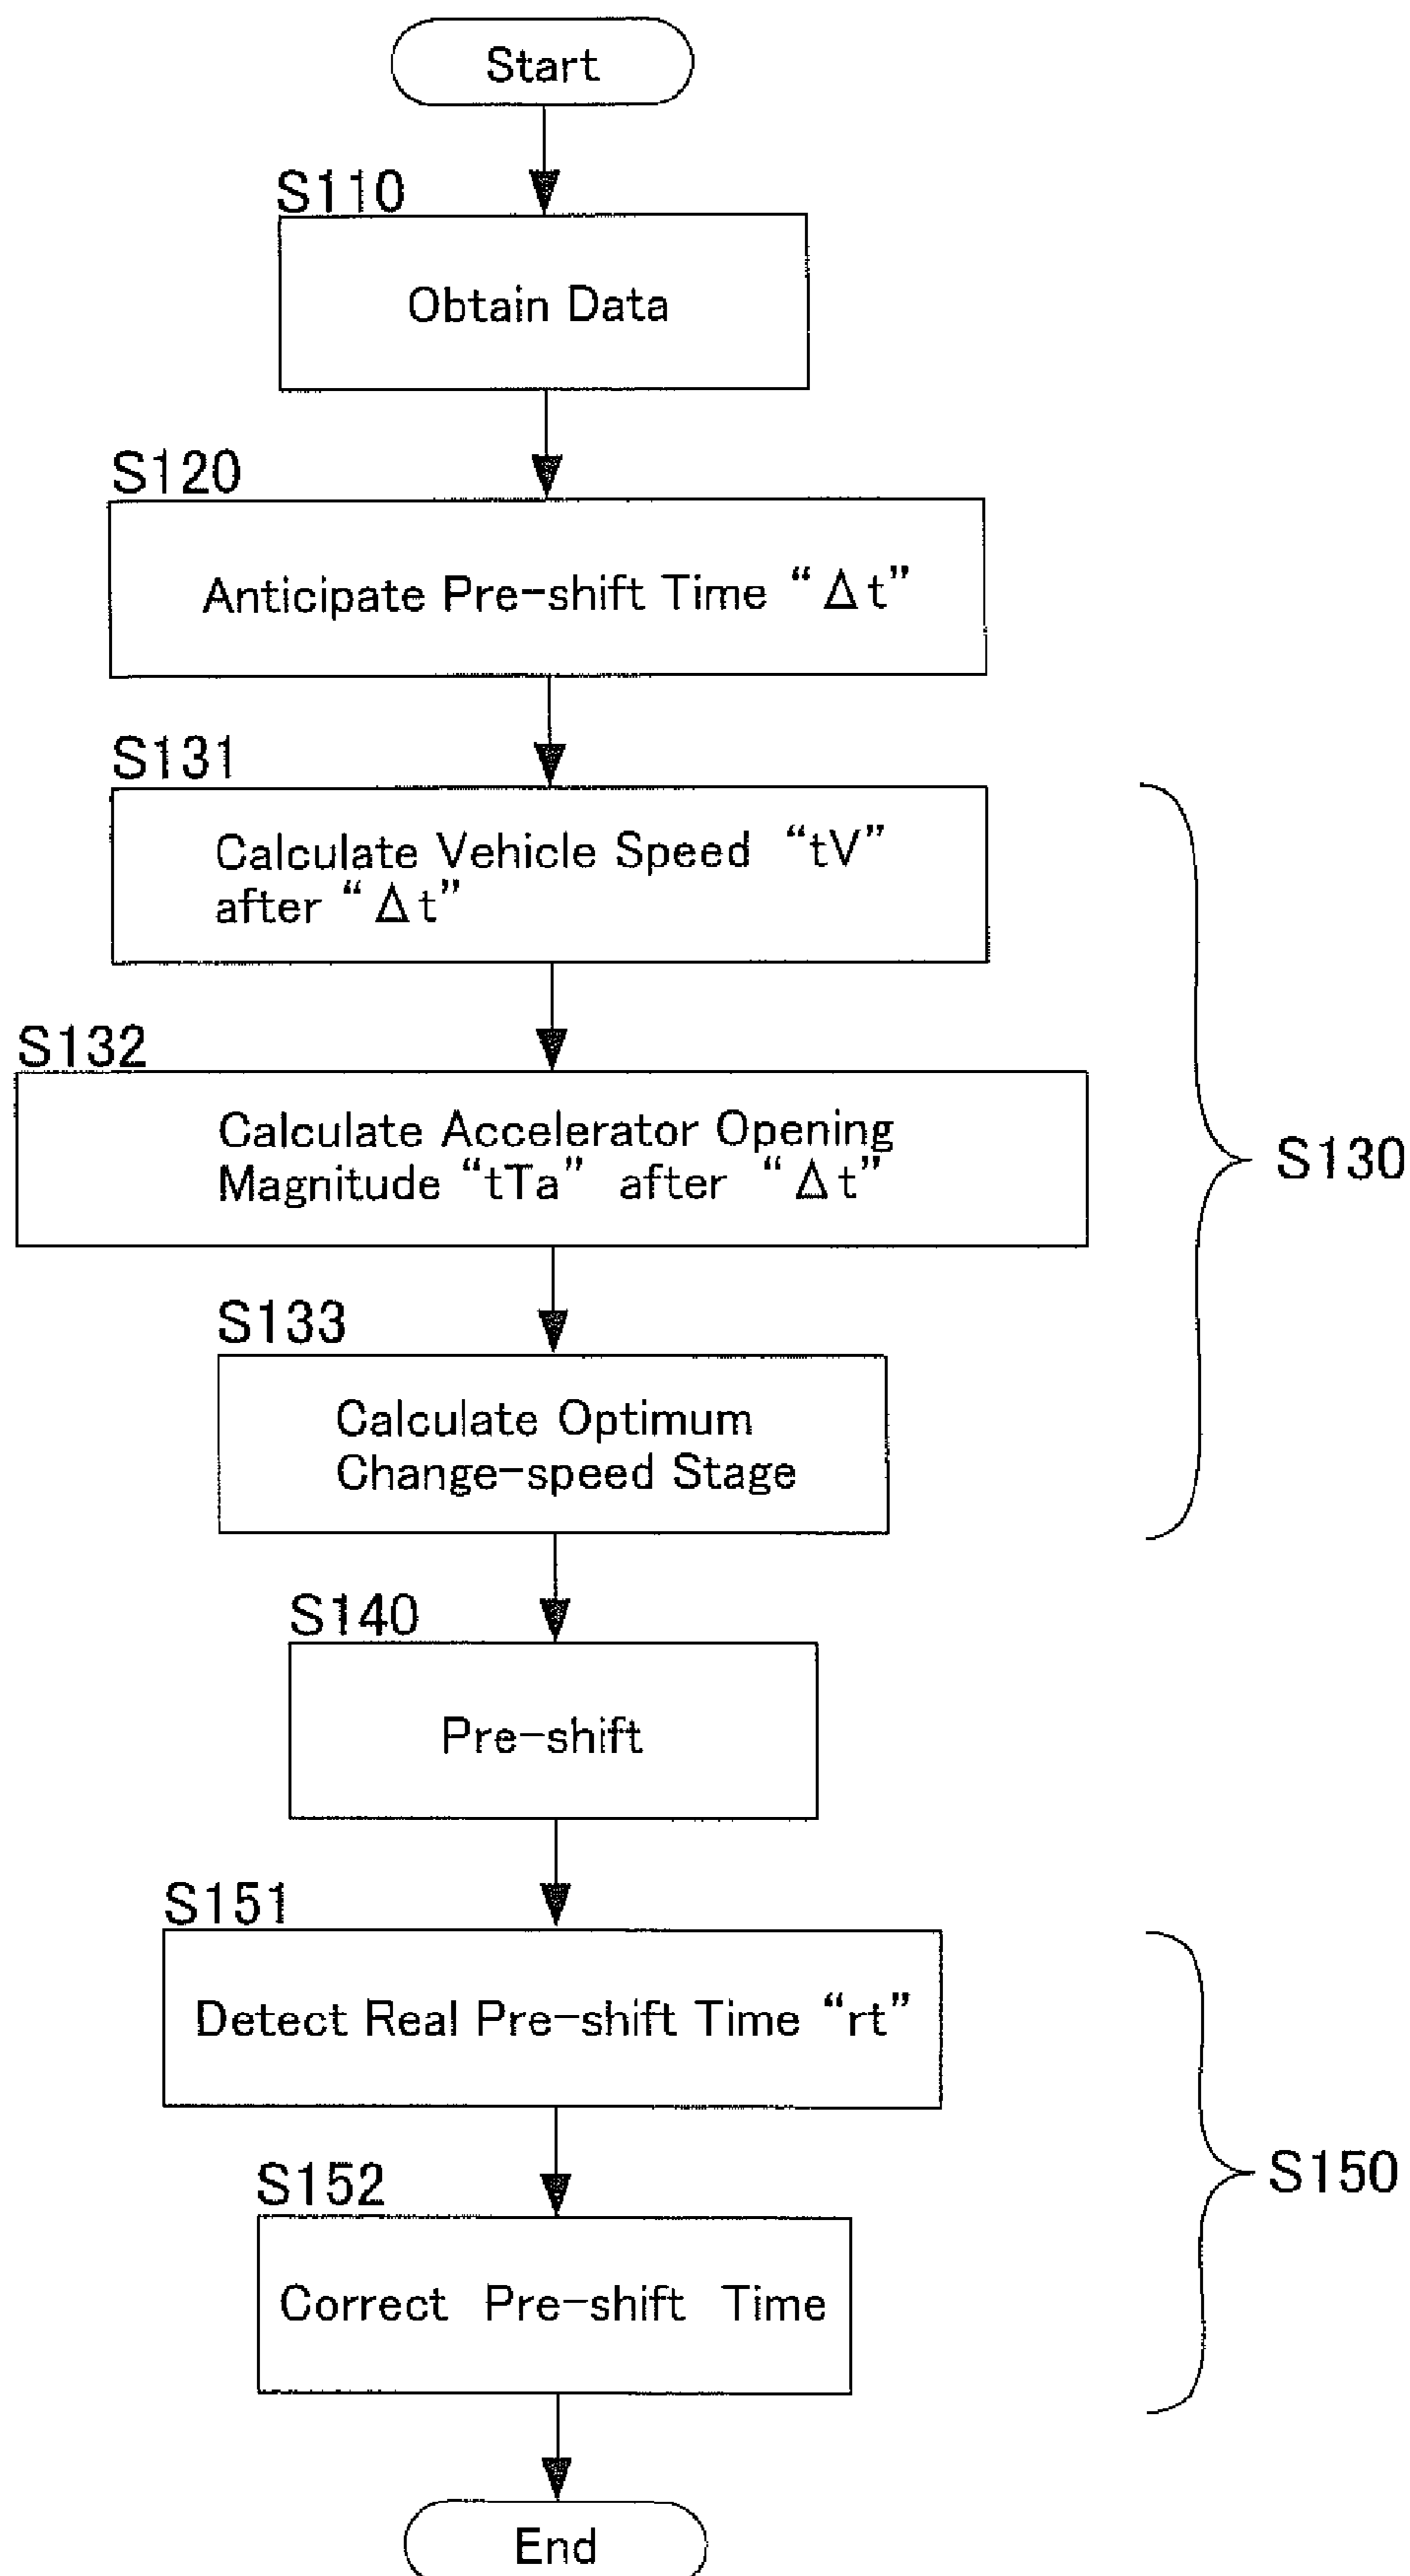 Start
S110
Obtain Data
S120
Anticipate Pre-shift Time “Δt”
S131
Calculate Vehicle Speed “tV”
after “Δt”
S132
Calculate Accelerator Opening
Magnitude “tTa” after “Δt”
S130
S133
Calculate Optimum
Change-speed Stage
S140
Pre-shift
S151
Detect Real Pre-shift Time “rt”
S150
S152
Correct Pre-shift Time
End